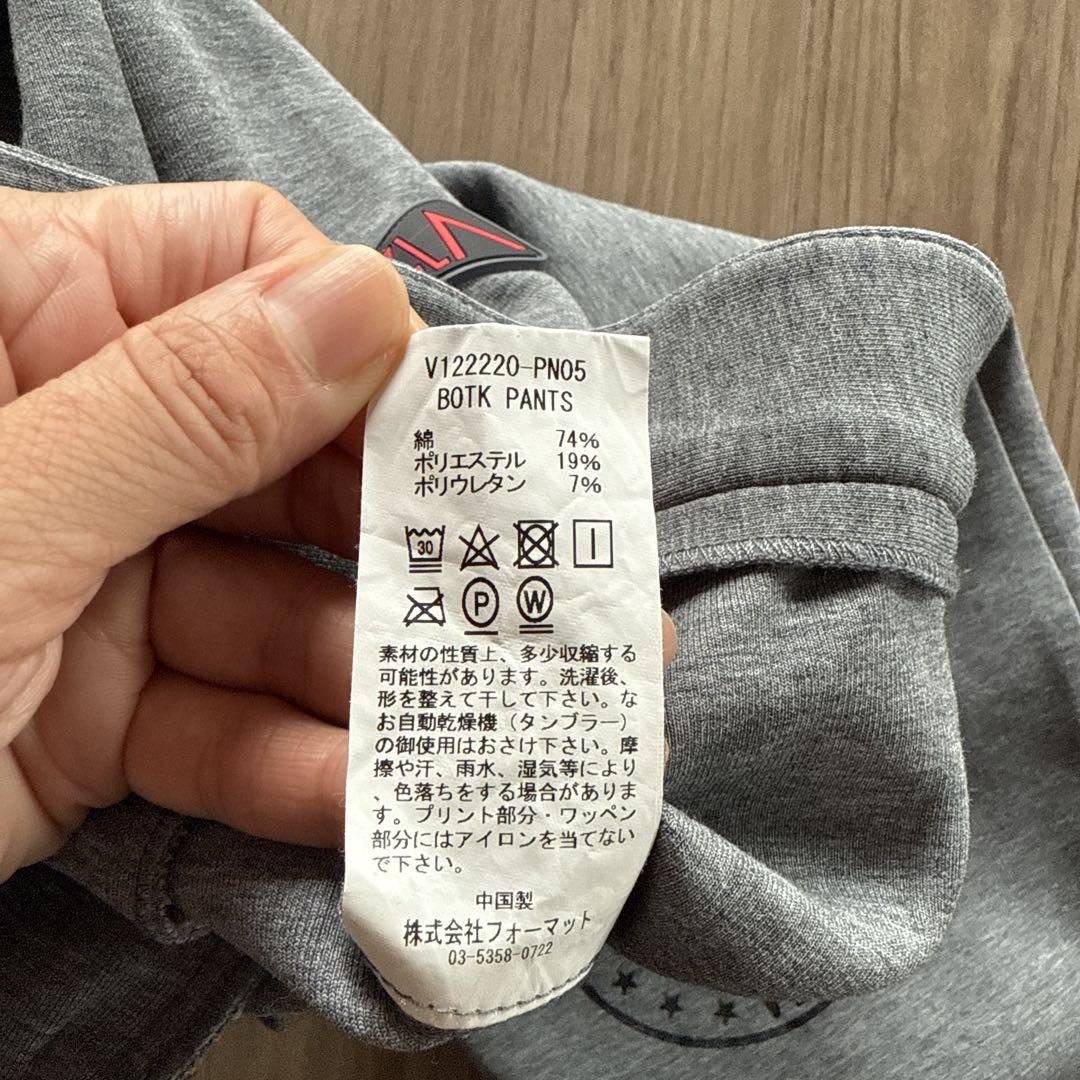 V122220-PN05
BOTK PANTS
綿 74%
ポリエステル 19%
ポリウレタン 7%
30
P W
素材の性質上、多少収縮する
可能性があります。洗濯後、
形を整えて干して下さい。な
お自動乾燥機（タンブラー）
の御使用はおさけ下さい。摩
擦や汗、雨水、湿気等により
、色落ちをする場合がありま
す。プリント部分・ワッペン
部分にはアイロンを当てない
で下さい。
中国製
株式会社フォーマット
03-5358-0722